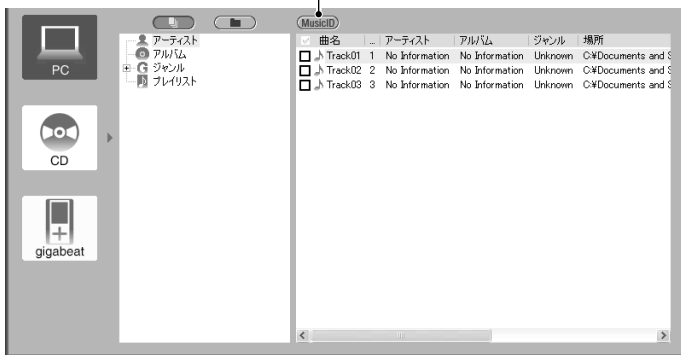 MusicID
PC
CD
gigabeat
アーティスト
アルバム
ジャンル
プレイリスト
曲名 ... アーティスト アルバム ジャンル 場所
Track01 1 No Information No Information Unknown C:¥Documents and S
Track02 2 No Information No Information Unknown C:¥Documents and S
Track03 3 No Information No Information Unknown C:¥Documents and S